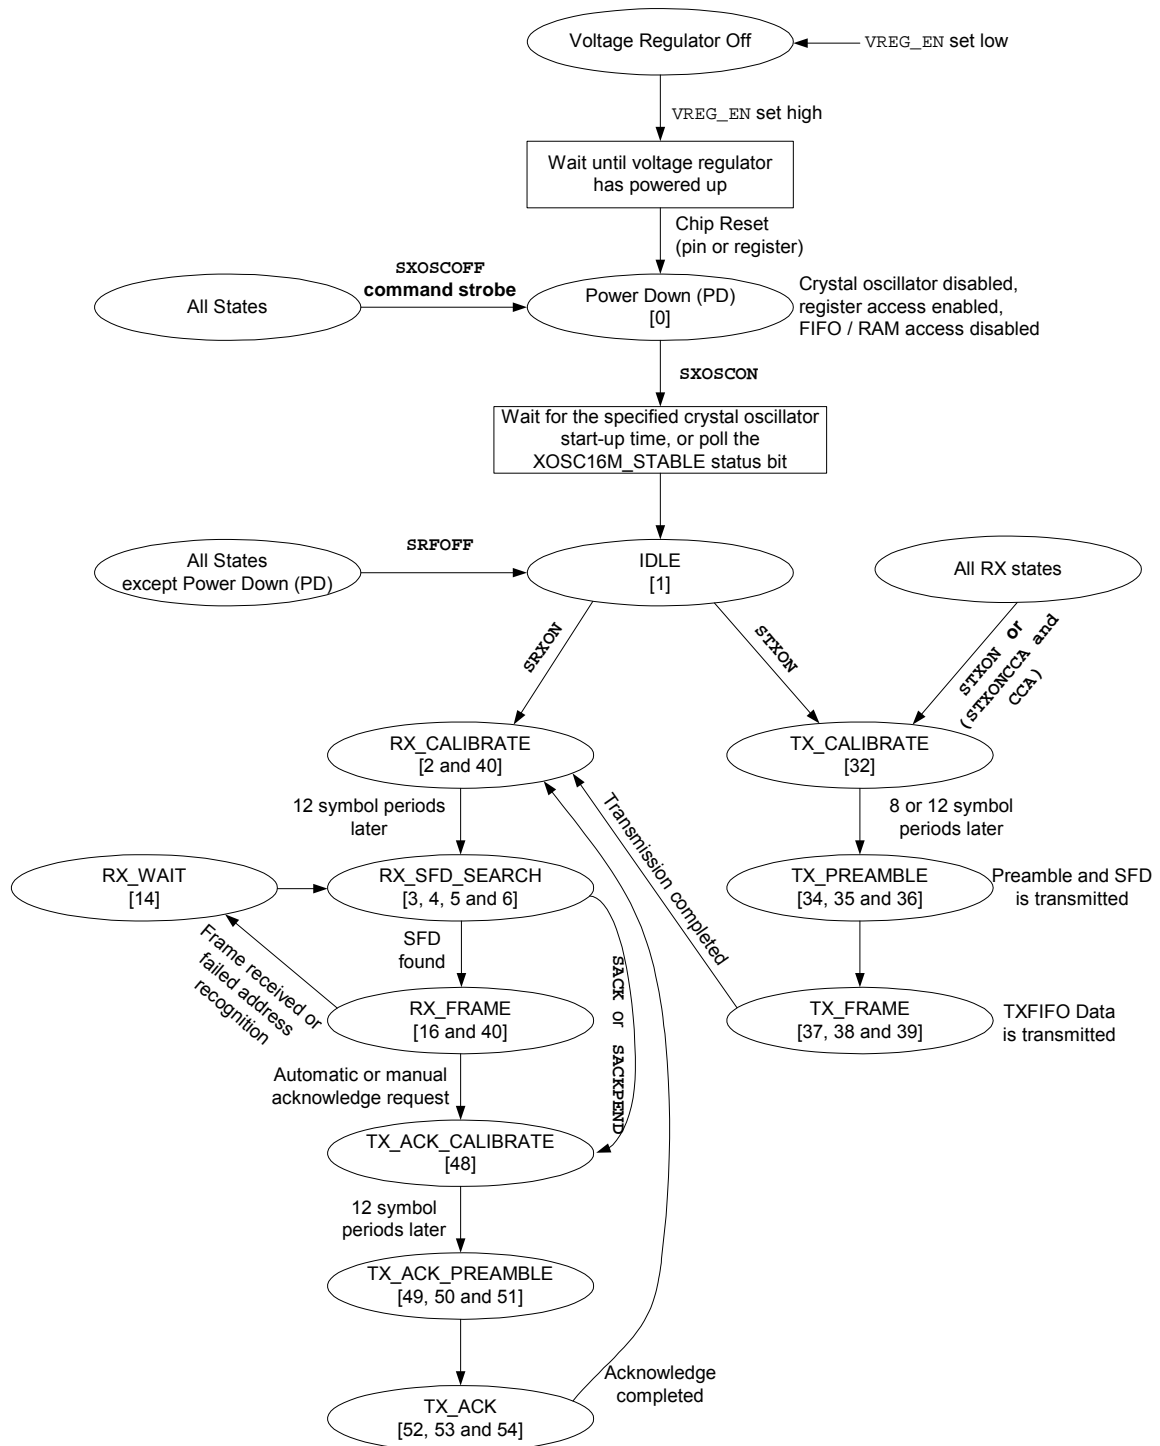 Voltage Regulator Off
VREG_EN set low
VREG_EN set high
Wait until voltage regulator
has powered up
Chip Reset
(pin or register)
All States
SXOSCOFF
command strobe
Power Down (PD)
[0]
Crystal oscillator disabled,
register access enabled,
FIFO / RAM access disabled
SXOSCON
Wait for the specified crystal oscillator
start-up time, or poll the
XOSC16M_STABLE status bit
All States
except Power Down (PD)
SRFOFF
IDLE
[1]
All RX states
SRXON
STXON
STXON or
(STXONCCA and
CCA)
RX_CALIBRATE
[2 and 40]
TX_CALIBRATE
[32]
12 symbol periods
later
Transmission completed
8 or 12 symbol
periods later
RX_WAIT
[14]
RX_SFD_SEARCH
[3, 4, 5 and 6]
TX_PREAMBLE
[34, 35 and 36]
Preamble and SFD
is transmitted
Frame received or
failed address
recognition
SFD
found
SACK or SACKPEND
RX_FRAME
[16 and 40]
TX_FRAME
[37, 38 and 39]
TXFIFO Data
is transmitted
Automatic or manual
acknowledge request
TX_ACK_CALIBRATE
[48]
12 symbol
periods later
TX_ACK_PREAMBLE
[49, 50 and 51]
Acknowledge
completed
TX_ACK
[52, 53 and 54]